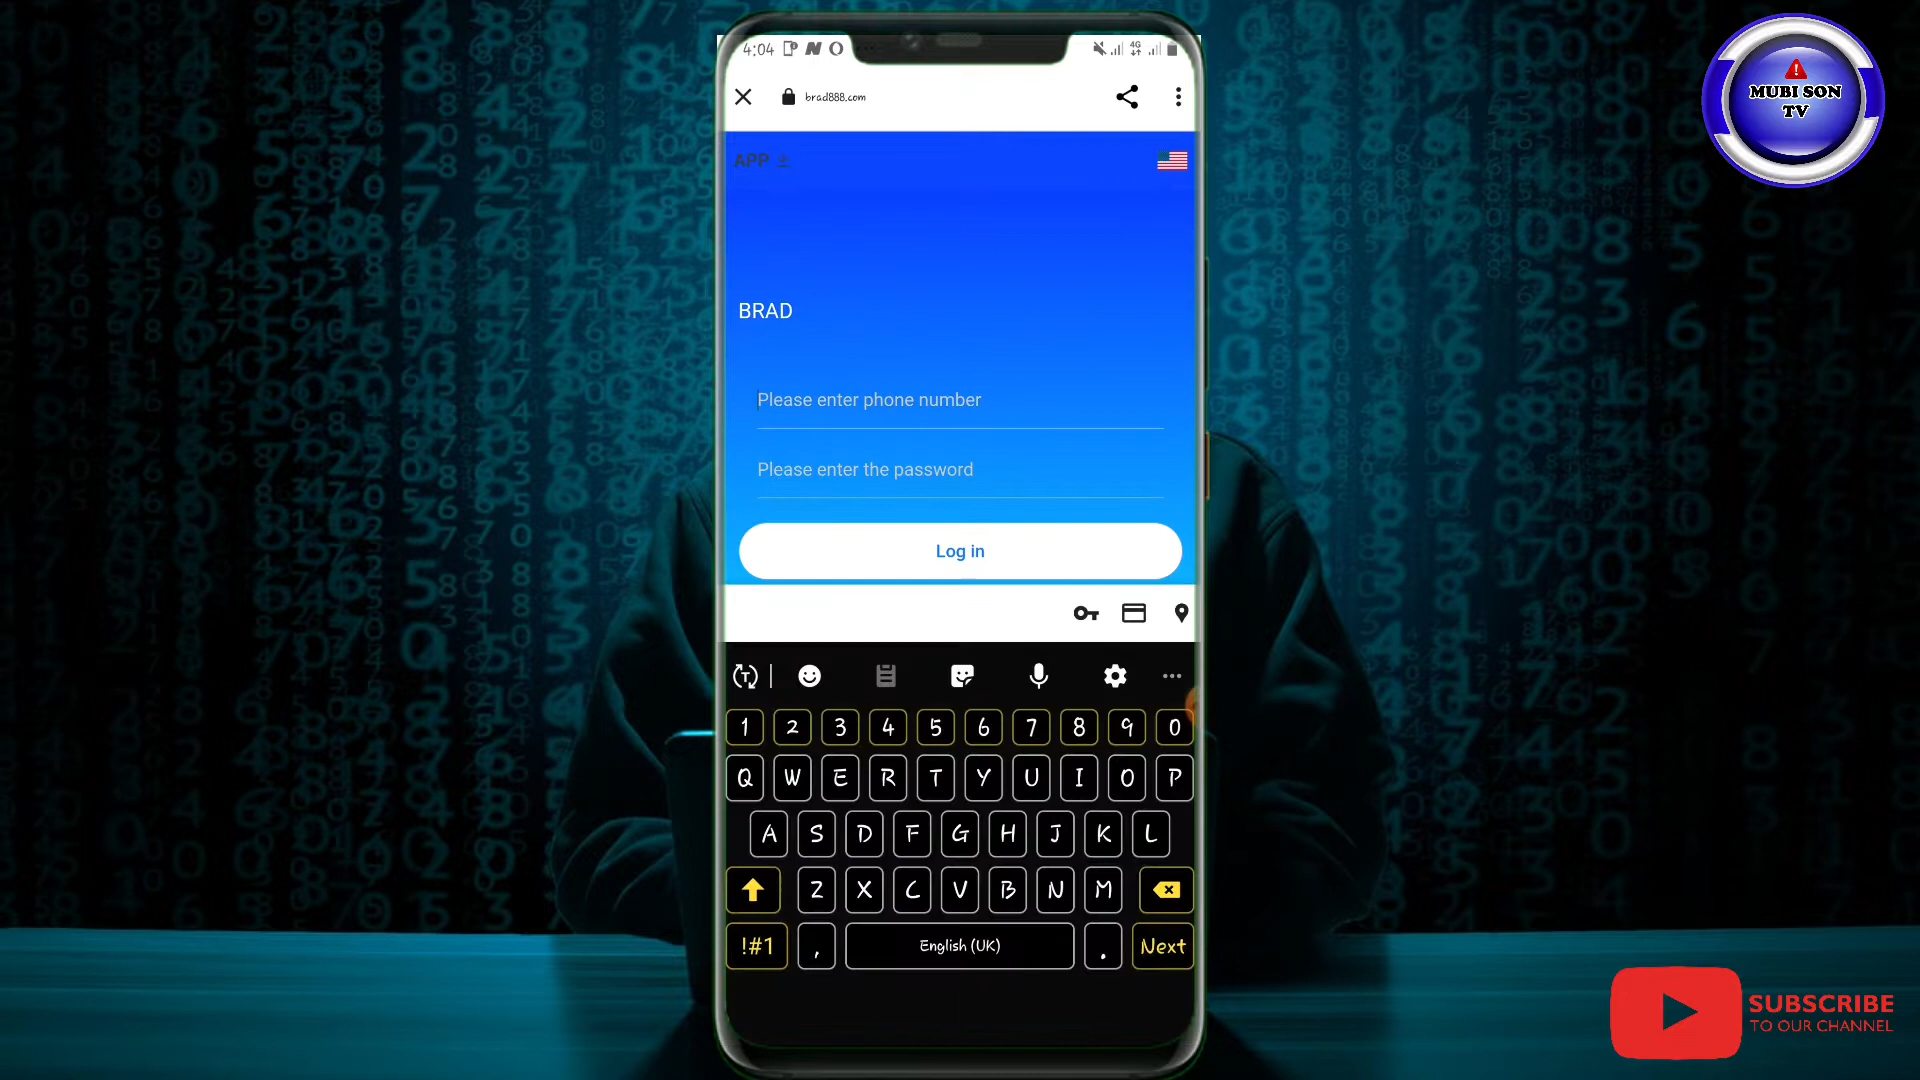 4:04
4G
brad888.com
APP
BRAD
Please enter phone number
Please enter the password
Log in
1 2 3 4 5 6 7 8 9 0
Q W E R T Y U I O P
A S D F G H J K L
Z X C V B N M
!#1 , English (UK) . Next
MUBI SON
TV
SUBSCRIBE
TO OUR CHANNEL